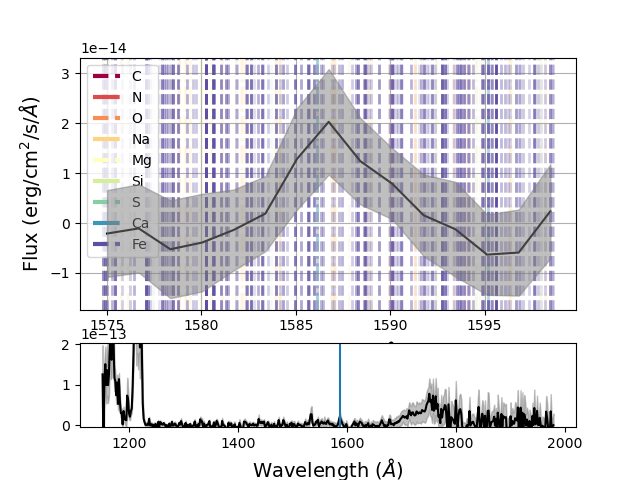 1e−14
Flux (erg/cm²/s/Å)
3
2
1
0
−1
C
N
O
Na
Mg
Si
S
Ca
Fe
1575 1580 1585 1590 1595
1e−13
2
1
0
1200 1400 1600 1800 2000
Wavelength (Å)